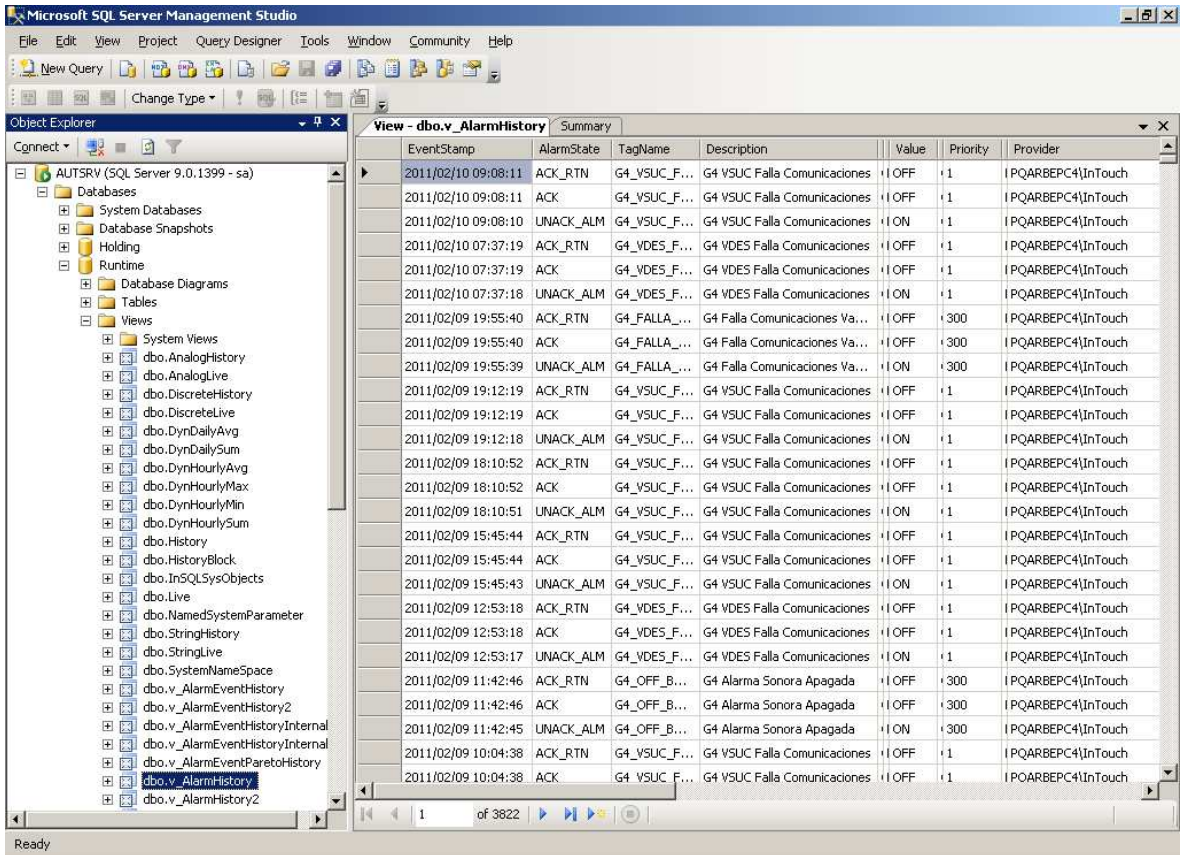 Microsoft SQL Server Management Studio
File Edit View Project Query Designer Tools Window Community Help
New Query
Change Type
Object Explorer
View - dbo.v_AlarmHistory Summary
Connect
EventStamp AlarmState TagName Description Value Priority Provider
AUTSRV (SQL Server 9.0.1399 - sa)
Databases
System Databases
Database Snapshots
Holding
Runtime
Database Diagrams
Tables
Views
System Views
dbo.AnalogHistory
dbo.AnalogLive
dbo.DiscreteHistory
dbo.DiscreteLive
dbo.DynDailyAvg
dbo.DynDailySum
dbo.DynHourlyAvg
dbo.DynHourlyMax
dbo.DynHourlyMin
dbo.DynHourlySum
dbo.History
dbo.HistoryBlock
dbo.InSQLSysObjects
dbo.Live
dbo.NamedSystemParameter
dbo.StringHistory
dbo.StringLive
dbo.SystemNameSpace
dbo.v_AlarmEventHistory
dbo.v_AlarmEventHistory2
dbo.v_AlarmEventHistoryInternal
dbo.v_AlarmEventHistoryInternal
dbo.v_AlarmEventParetoHistory
dbo.v_AlarmHistory
dbo.v_AlarmHistory2
2011/02/10 09:08:11 ACK_RTN G4_VSUC_F... G4 VSUC Falla Comunicaciones OFF 1 PQARBEPC4\InTouch
2011/02/10 09:08:11 ACK G4_VSUC_F... G4 VSUC Falla Comunicaciones OFF 1 PQARBEPC4\InTouch
2011/02/10 09:08:10 UNACK_ALM G4_VSUC_F... G4 VSUC Falla Comunicaciones ON 1 PQARBEPC4\InTouch
2011/02/10 07:37:19 ACK_RTN G4_VDES_F... G4 VDES Falla Comunicaciones OFF 1 PQARBEPC4\InTouch
2011/02/10 07:37:19 ACK G4_VDES_F... G4 VDES Falla Comunicaciones OFF 1 PQARBEPC4\InTouch
2011/02/10 07:37:18 UNACK_ALM G4_VDES_F... G4 VDES Falla Comunicaciones ON 1 PQARBEPC4\InTouch
2011/02/09 19:55:40 ACK_RTN G4_FALLA_... G4 Falla Comunicaciones Va... OFF 300 PQARBEPC4\InTouch
2011/02/09 19:55:40 ACK G4_FALLA_... G4 Falla Comunicaciones Va... OFF 300 PQARBEPC4\InTouch
2011/02/09 19:55:39 UNACK_ALM G4_FALLA_... G4 Falla Comunicaciones Va... ON 300 PQARBEPC4\InTouch
2011/02/09 19:12:19 ACK_RTN G4_VSUC_F... G4 VSUC Falla Comunicaciones OFF 1 PQARBEPC4\InTouch
2011/02/09 19:12:19 ACK G4_VSUC_F... G4 VSUC Falla Comunicaciones OFF 1 PQARBEPC4\InTouch
2011/02/09 19:12:18 UNACK_ALM G4_VSUC_F... G4 VSUC Falla Comunicaciones ON 1 PQARBEPC4\InTouch
2011/02/09 18:10:52 ACK_RTN G4_VSUC_F... G4 VSUC Falla Comunicaciones OFF 1 PQARBEPC4\InTouch
2011/02/09 18:10:52 ACK G4_VSUC_F... G4 VSUC Falla Comunicaciones OFF 1 PQARBEPC4\InTouch
2011/02/09 18:10:51 UNACK_ALM G4_VSUC_F... G4 VSUC Falla Comunicaciones ON 1 PQARBEPC4\InTouch
2011/02/09 15:45:44 ACK_RTN G4_VSUC_F... G4 VSUC Falla Comunicaciones OFF 1 PQARBEPC4\InTouch
2011/02/09 15:45:44 ACK G4_VSUC_F... G4 VSUC Falla Comunicaciones OFF 1 PQARBEPC4\InTouch
2011/02/09 15:45:43 UNACK_ALM G4_VSUC_F... G4 VSUC Falla Comunicaciones ON 1 PQARBEPC4\InTouch
2011/02/09 12:53:18 ACK_RTN G4_VDES_F... G4 VDES Falla Comunicaciones OFF 1 PQARBEPC4\InTouch
2011/02/09 12:53:18 ACK G4_VDES_F... G4 VDES Falla Comunicaciones OFF 1 PQARBEPC4\InTouch
2011/02/09 12:53:17 UNACK_ALM G4_VDES_F... G4 VDES Falla Comunicaciones ON 1 PQARBEPC4\InTouch
2011/02/09 11:42:46 ACK_RTN G4_OFF_B... G4 Alarma Sonora Apagada OFF 300 PQARBEPC4\InTouch
2011/02/09 11:42:46 ACK G4_OFF_B... G4 Alarma Sonora Apagada OFF 300 PQARBEPC4\InTouch
2011/02/09 11:42:45 UNACK_ALM G4_OFF_B... G4 Alarma Sonora Apagada ON 300 PQARBEPC4\InTouch
2011/02/09 10:04:38 ACK_RTN G4_VSUC_F... G4 VSUC Falla Comunicaciones OFF 1 PQARBEPC4\InTouch
2011/02/09 10:04:38 ACK G4_VSUC_F... G4 VSUC Falla Comunicaciones OFF 1 PQARBEPC4\InTouch
1 of 3822
Ready